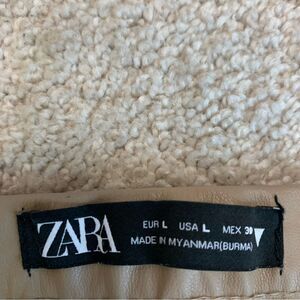 ZARA
EUR L USA L MEX 30
MADE IN MYANMAR(BURMA)